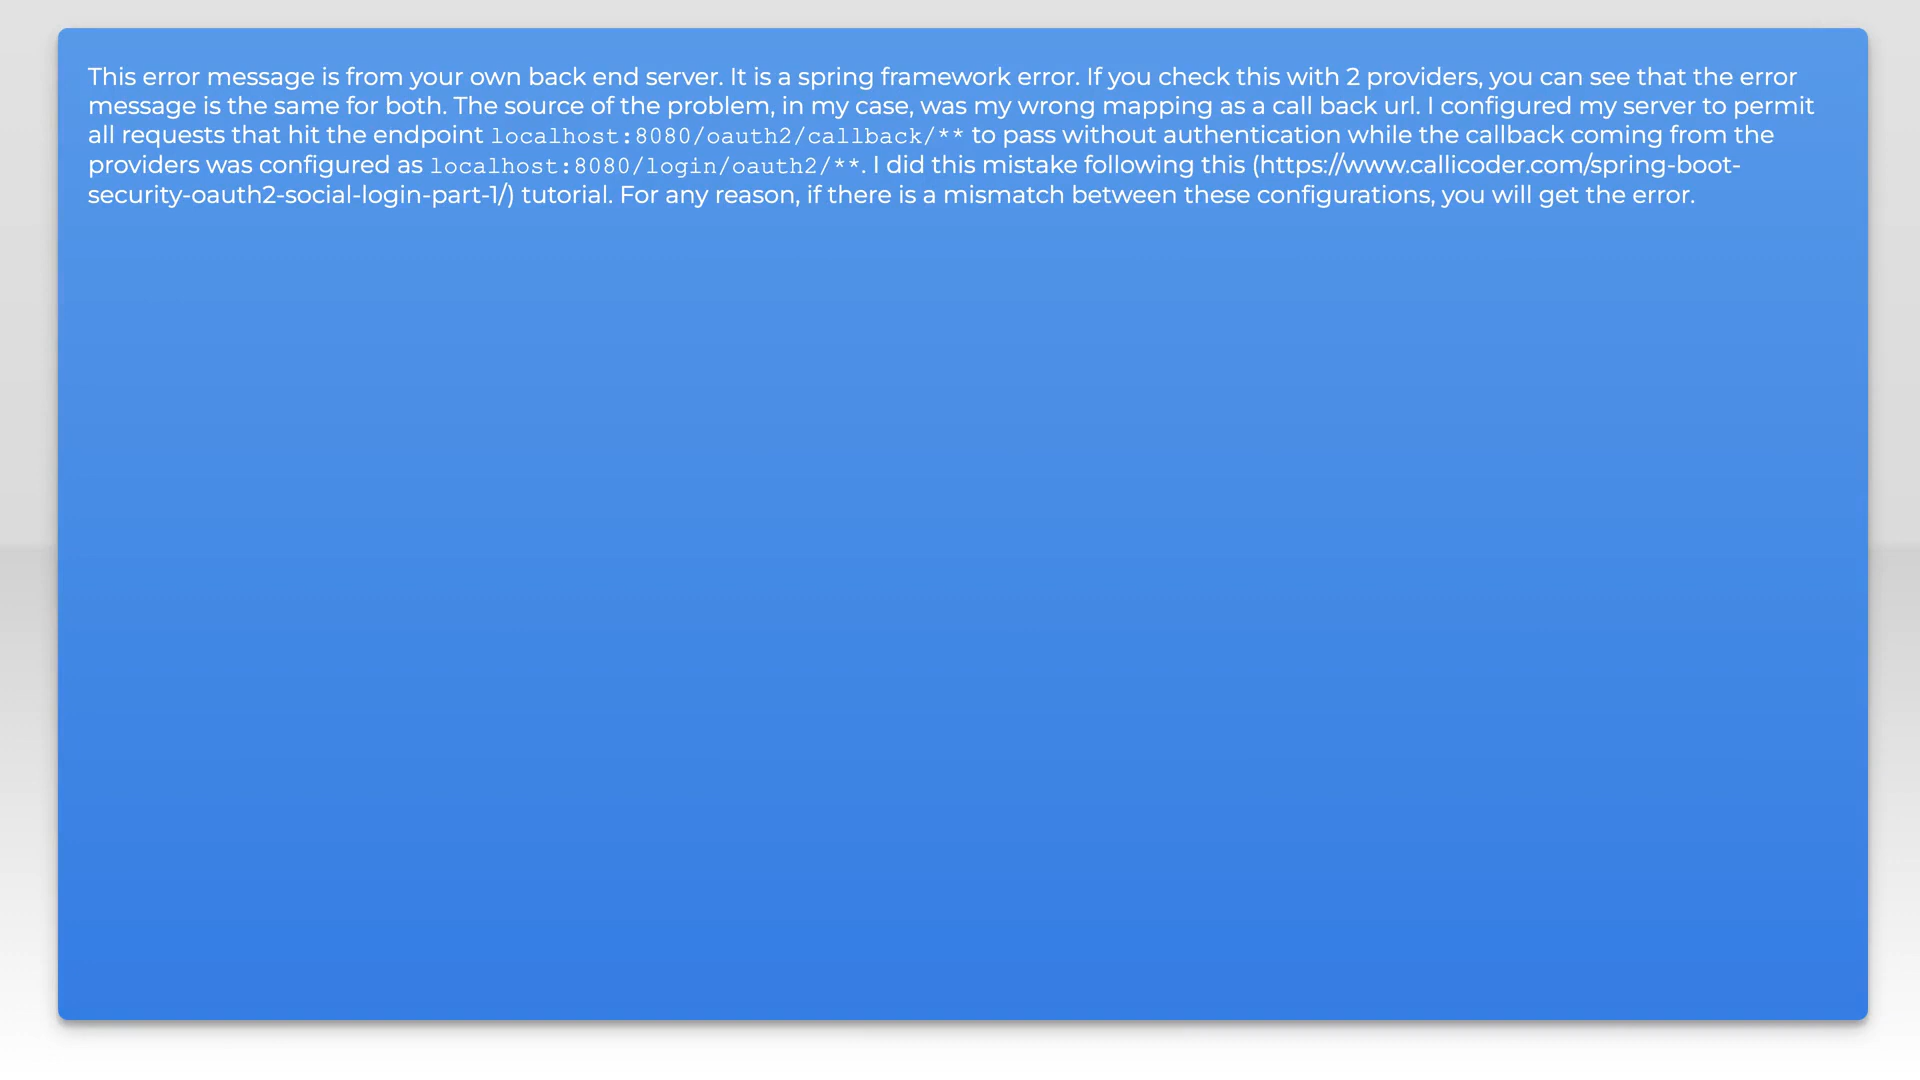 This error message is from your own back end server. It is a spring framework error. If you check this with 2 providers, you can see that the error
message is the same for both. The source of the problem, in my case, was my wrong mapping as a call back url. I configured my server to permit
all requests that hit the endpoint localhost:8080/oauth2/callback/** to pass without authentication while the callback coming from the
providers was configured as localhost:8080/login/oauth2/**. I did this mistake following this (https://www.callicoder.com/spring-boot-
security-oauth2-social-login-part-1/) tutorial. For any reason, if there is a mismatch between these configurations, you will get the error.